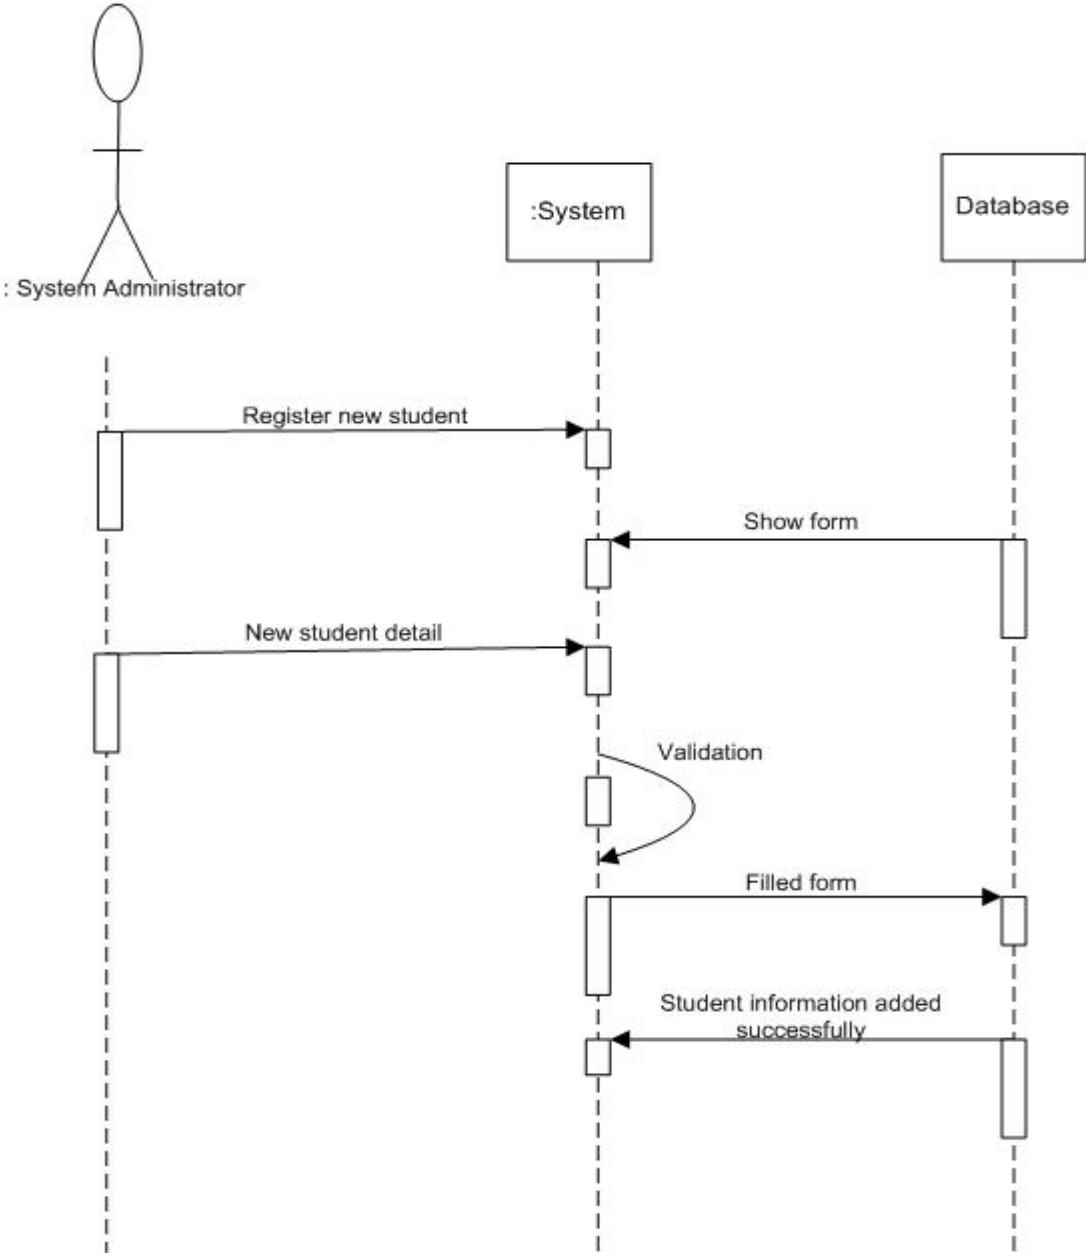 :System
Database
: System Administrator
Register new student
Show form
New student detail
Validation
Filled form
Student information added
successfully